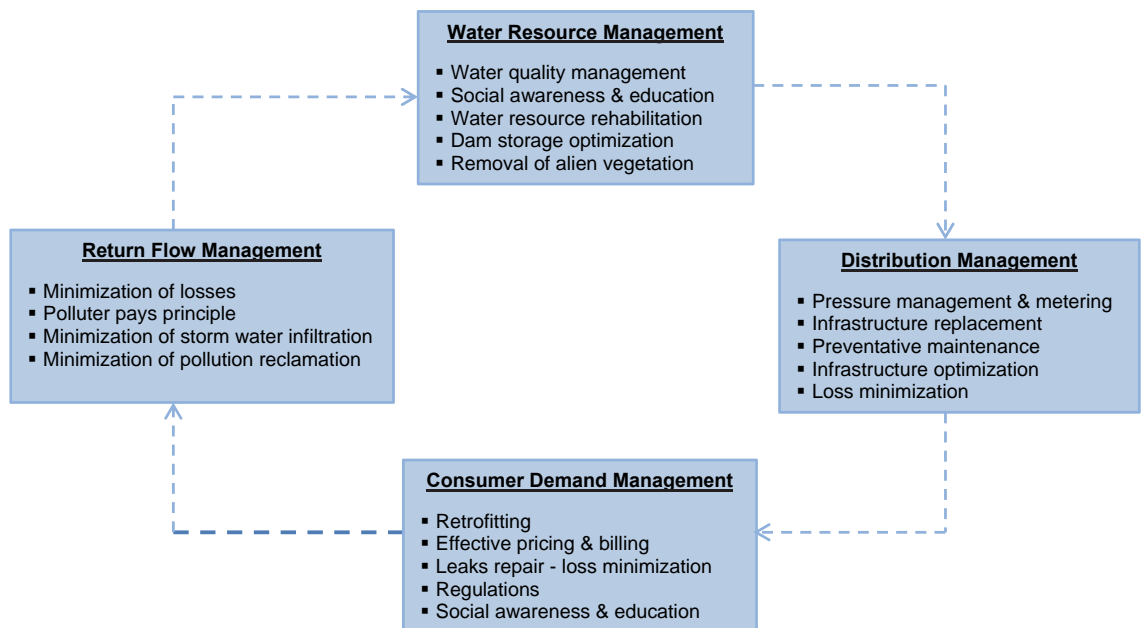 Water Resource Management
▪ Water quality management
▪ Social awareness & education
▪ Water resource rehabilitation
▪ Dam storage optimization
▪ Removal of alien vegetation
Return Flow Management
▪ Minimization of losses
▪ Polluter pays principle
▪ Minimization of storm water infiltration
▪ Minimization of pollution reclamation
Distribution Management
▪ Pressure management & metering
▪ Infrastructure replacement
▪ Preventative maintenance
▪ Infrastructure optimization
▪ Loss minimization
Consumer Demand Management
▪ Retrofitting
▪ Effective pricing & billing
▪ Leaks repair - loss minimization
▪ Regulations
▪ Social awareness & education